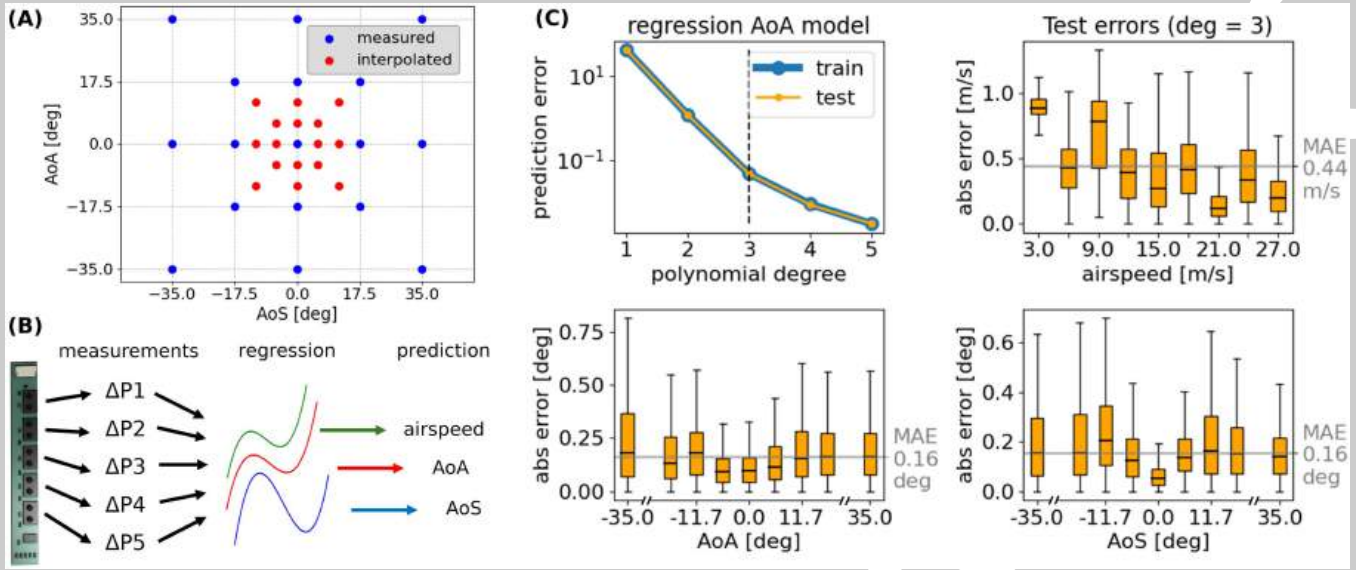 (A)
35.0
17.5
0.0
−17.5
−35.0
AoA [deg]
measured
interpolated
−35.0 −17.5 0.0 17.5 35.0
AoS [deg]
(B)
measurements regression prediction
ΔP1
ΔP2
ΔP3
ΔP4
ΔP5
airspeed
AoA
AoS
(C)
regression AoA model
prediction error
10¹
10⁻¹
train
test
1 2 3 4 5
polynomial degree
Test errors (deg = 3)
abs error [m/s]
1.0
0.5
0.0
MAE
0.44
m/s
3.0 9.0 15.0 21.0 27.0
airspeed [m/s]
abs error [deg]
0.75
0.50
0.25
0.00
MAE
0.16
deg
-35.0 -11.7 0.0 11.7 35.0
AoA [deg]
abs error [deg]
0.6
0.4
0.2
0.0
MAE
0.16
deg
-35.0 -11.7 0.0 11.7 35.0
AoS [deg]